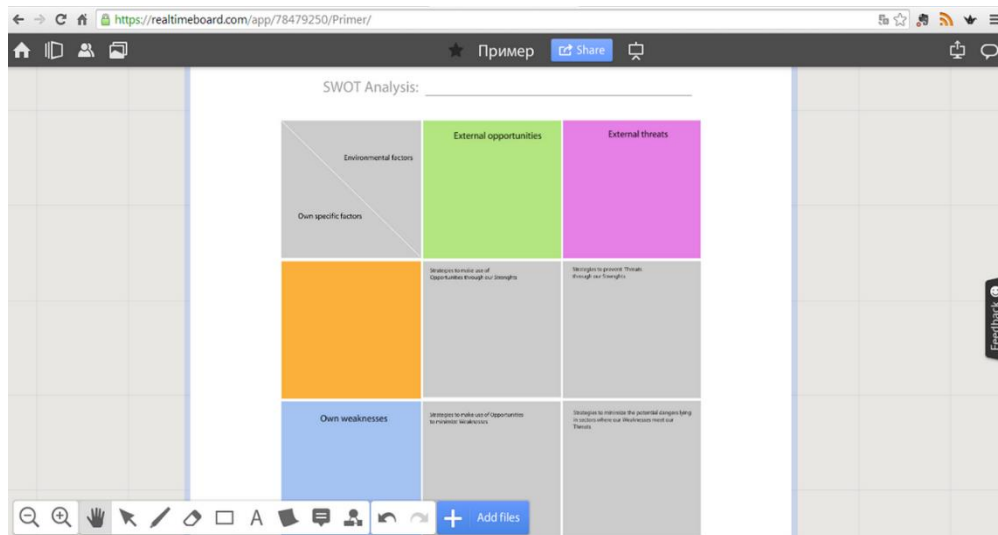 https://realtimeboard.com/app/78479250/Primer/
Пример
Share
SWOT Analysis:
External opportunities
External threats
Environmental factors
Own specific factors
Strategies to make use of
Opportunities through our Strengths
Strategies to prevent Threats
through our Strengths
Own weaknesses
Strategies to make use of Opportunities
to minimize Weaknesses
Strategies to minimize the potential dangers lying
in sectors where our Weaknesses meet our
Threats
Feedback
A
Add files